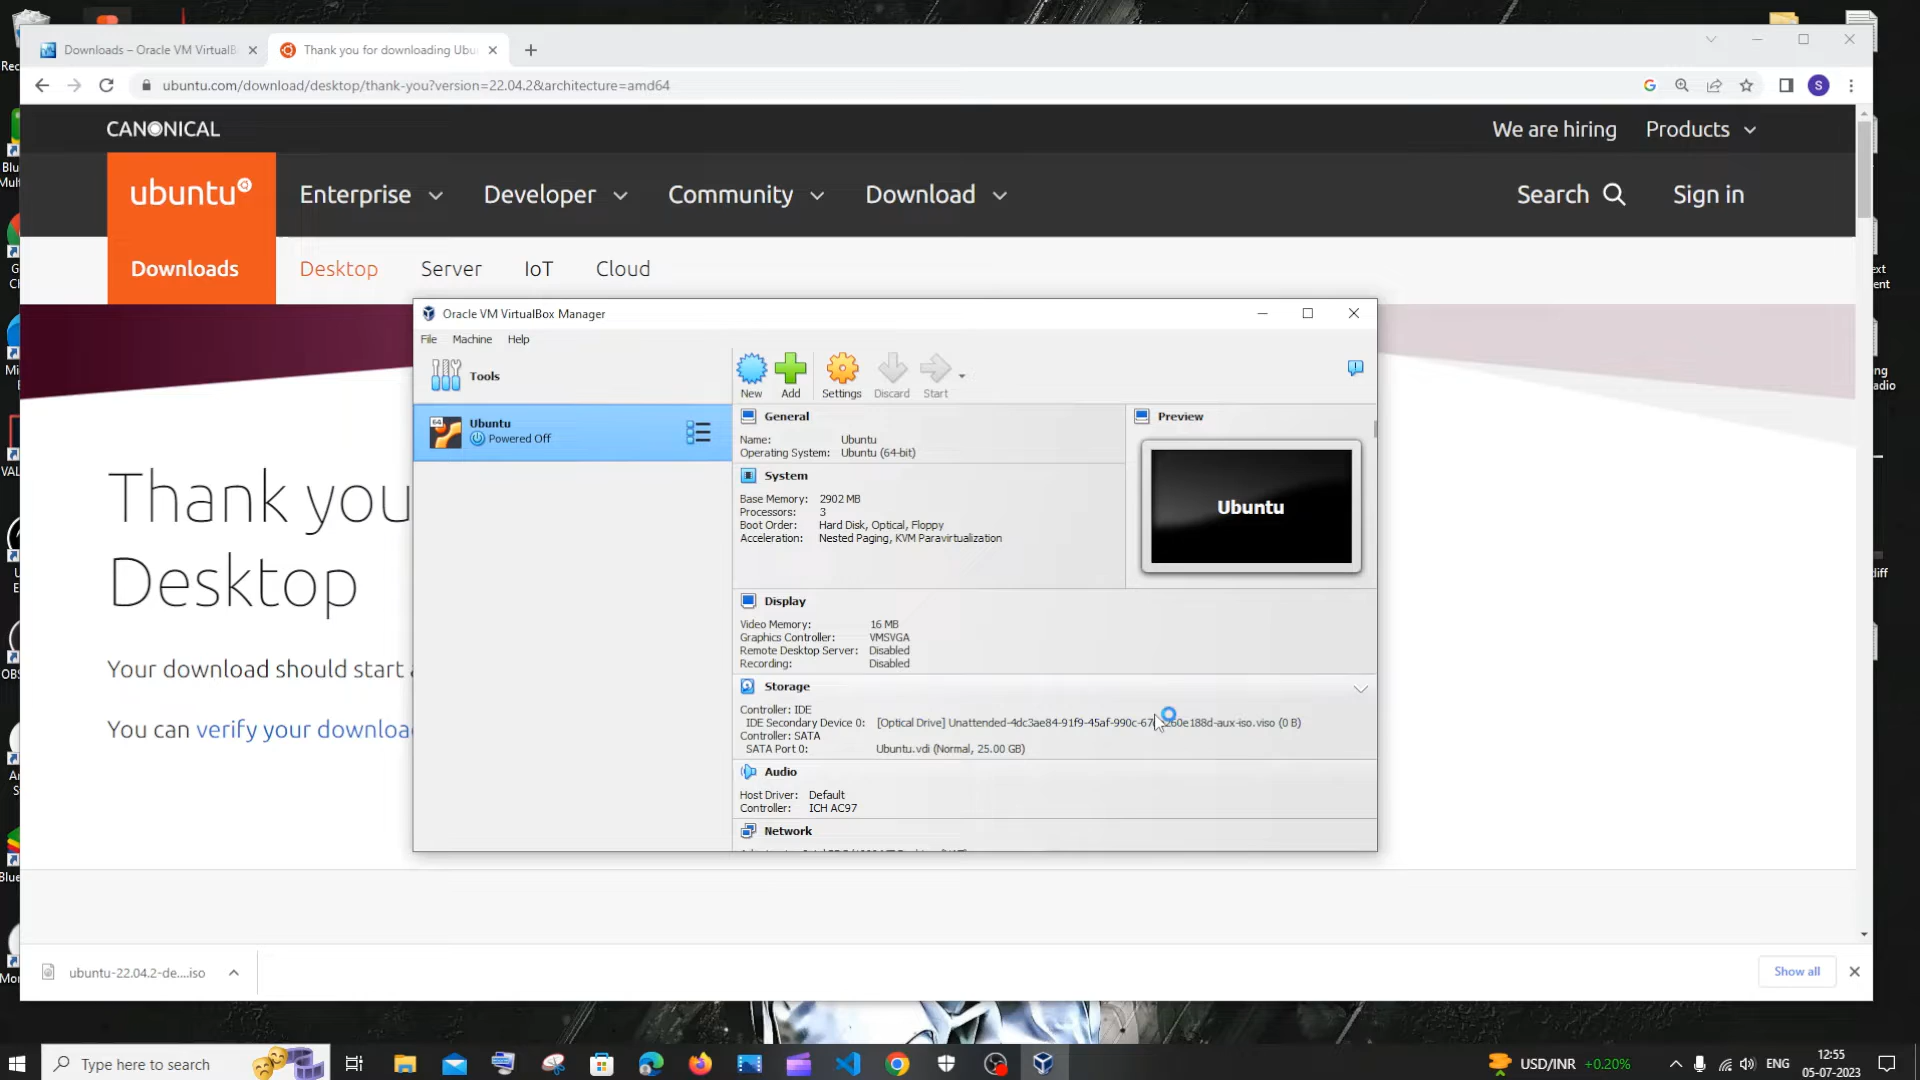 Downloads – Oracle VM VirtualB
Thank you for downloading Ubu
ubuntu.com/download/desktop/thank-you?version=22.04.2&architecture=amd64
S
CANONICAL
We are hiring
Products
ubuntu
Enterprise
Developer
Community
Download
Search
Sign in
Downloads
Desktop
Server
IoT
Cloud
Thank you
Desktop
Your download should start a
You can verify your downloa
Oracle VM VirtualBox Manager
File
Machine
Help
Tools
New
Add
Settings
Discard
Start
64
Ubuntu
Powered Off
General
Name: Ubuntu
Operating System: Ubuntu (64-bit)
Preview
Ubuntu
System
Base Memory: 2902 MB
Processors: 3
Boot Order: Hard Disk, Optical, Floppy
Acceleration: Nested Paging, KVM Paravirtualization
Display
Video Memory: 16 MB
Graphics Controller: VMSVGA
Remote Desktop Server: Disabled
Recording: Disabled
Storage
Controller: IDE
IDE Secondary Device 0: [Optical Drive]
Controller: SATA
SATA Port 0: Ubuntu.vdi (Normal, 25.00 GB)
Audio
Host Driver: Default
Controller: ICH AC97
Network
ubuntu-22.04.2-de....iso
Show all
Type here to search
USD/INR +0.20%
ENG
12:55
05-07-2023